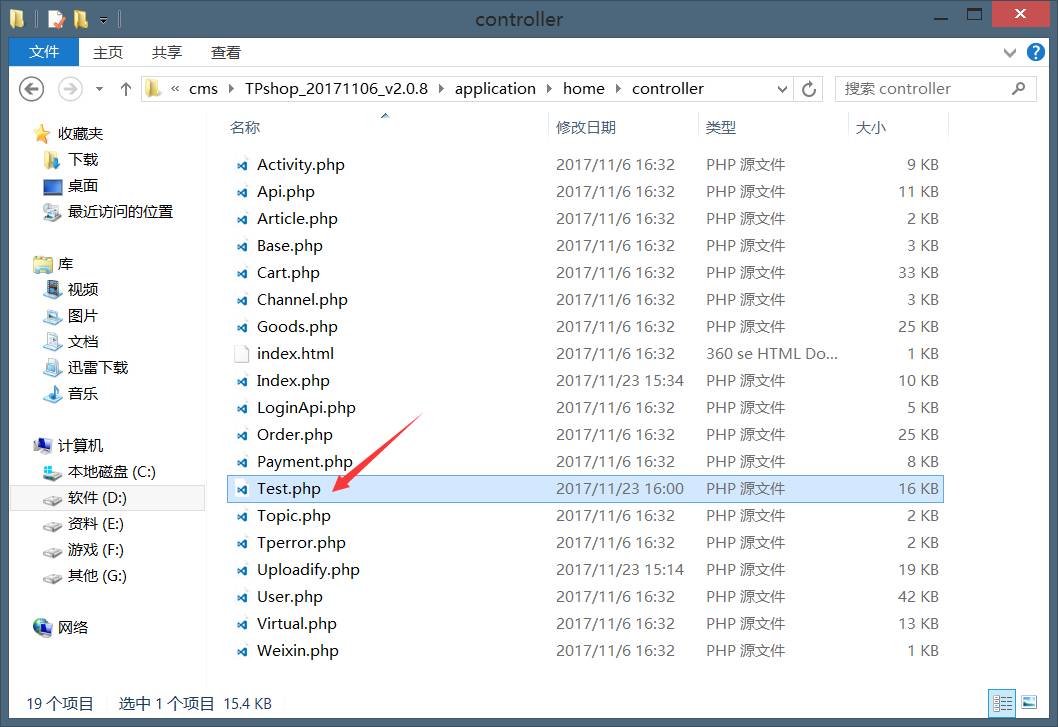 controller
文件 主页 共享 查看
« cms TPshop_20171106_v2.0.8 application home controller 搜索 controller
名称 修改日期 类型 大小
收藏夹
下载
桌面
最近访问的位置
库
视频
图片
文档
迅雷下载
音乐
计算机
本地磁盘 (C:)
软件 (D:)
资料 (E:)
游戏 (F:)
其他 (G:)
网络
Activity.php 2017/11/6 16:32 PHP 源文件 9 KB
Api.php 2017/11/6 16:32 PHP 源文件 11 KB
Article.php 2017/11/6 16:32 PHP 源文件 2 KB
Base.php 2017/11/6 16:32 PHP 源文件 3 KB
Cart.php 2017/11/6 16:32 PHP 源文件 33 KB
Channel.php 2017/11/6 16:32 PHP 源文件 3 KB
Goods.php 2017/11/6 16:32 PHP 源文件 25 KB
index.html 2017/11/6 16:32 360 se HTML Do... 1 KB
Index.php 2017/11/23 15:34 PHP 源文件 10 KB
LoginApi.php 2017/11/6 16:32 PHP 源文件 5 KB
Order.php 2017/11/6 16:32 PHP 源文件 25 KB
Payment.php 2017/11/6 16:32 PHP 源文件 8 KB
Test.php 2017/11/23 16:00 PHP 源文件 16 KB
Topic.php 2017/11/6 16:32 PHP 源文件 2 KB
Tperror.php 2017/11/6 16:32 PHP 源文件 2 KB
Uploadify.php 2017/11/23 15:14 PHP 源文件 19 KB
User.php 2017/11/6 16:32 PHP 源文件 42 KB
Virtual.php 2017/11/6 16:32 PHP 源文件 13 KB
Weixin.php 2017/11/6 16:32 PHP 源文件 1 KB
19 个项目 选中 1 个项目 15.4 KB